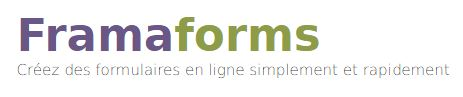 Framaforms
Créez des formulaires en ligne simplement et rapidement